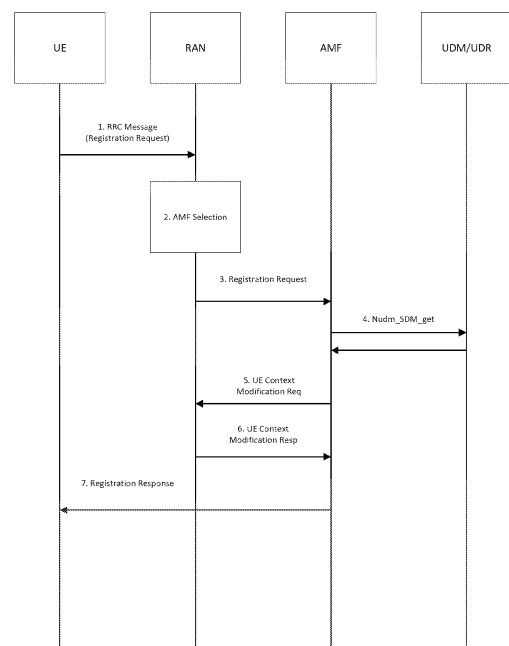 UE
RAN
AMF
UDM/UDR
1. RRC Message
(Registration Request)
2. AMF Selection
3. Registration Request
4. Nudm_SDM_get
5. UE Context
Modification Req
6. UE Context
Modification Resp
7. Registration Response